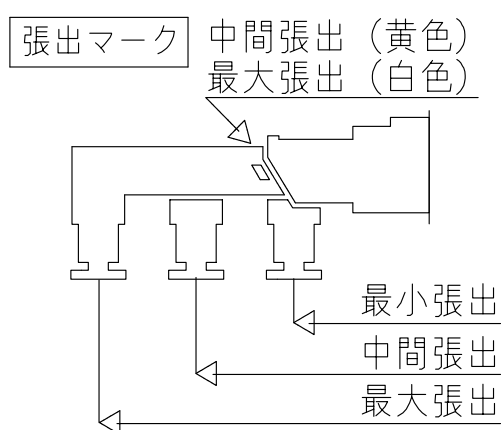 張出マーク
中間張出（黄色）
最大張出（白色）
最小張出
中間張出
最大張出